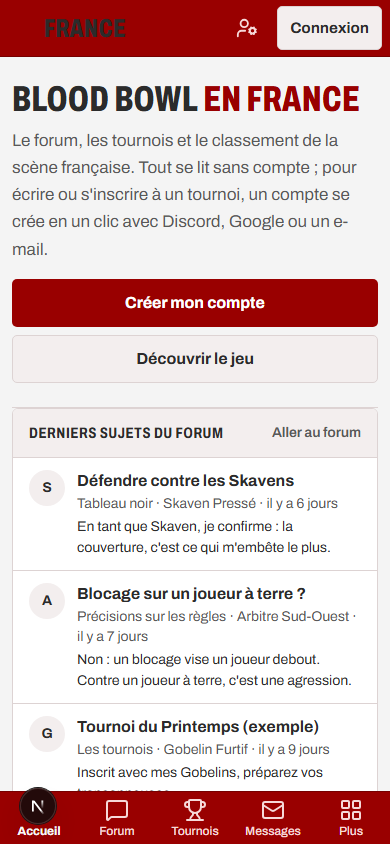 FRANCE
Connexion
BLOOD BOWL EN FRANCE
Le forum, les tournois et le classement de la
scène française. Tout se lit sans compte ; pour
écrire ou s'inscrire à un tournoi, un compte se
crée en un clic avec Discord, Google ou un e-
mail.
Créer mon compte
Découvrir le jeu
DERNIERS SUJETS DU FORUM
Aller au forum
S
Défendre contre les Skavens
Tableau noir · Skaven Pressé · il y a 6 jours
En tant que Skaven, je confirme : la
couverture, c'est ce qui m'embête le plus.
A
Blocage sur un joueur à terre ?
Précisions sur les règles · Arbitre Sud-Ouest ·
il y a 7 jours
Non : un blocage vise un joueur debout.
Contre un joueur à terre, c'est une agression.
G
Tournoi du Printemps (exemple)
Les tournois · Gobelin Furtif · il y a 9 jours
Inscrit avec mes Gobelins, préparez vos
N
Accueil
Forum
Tournois
Messages
Plus